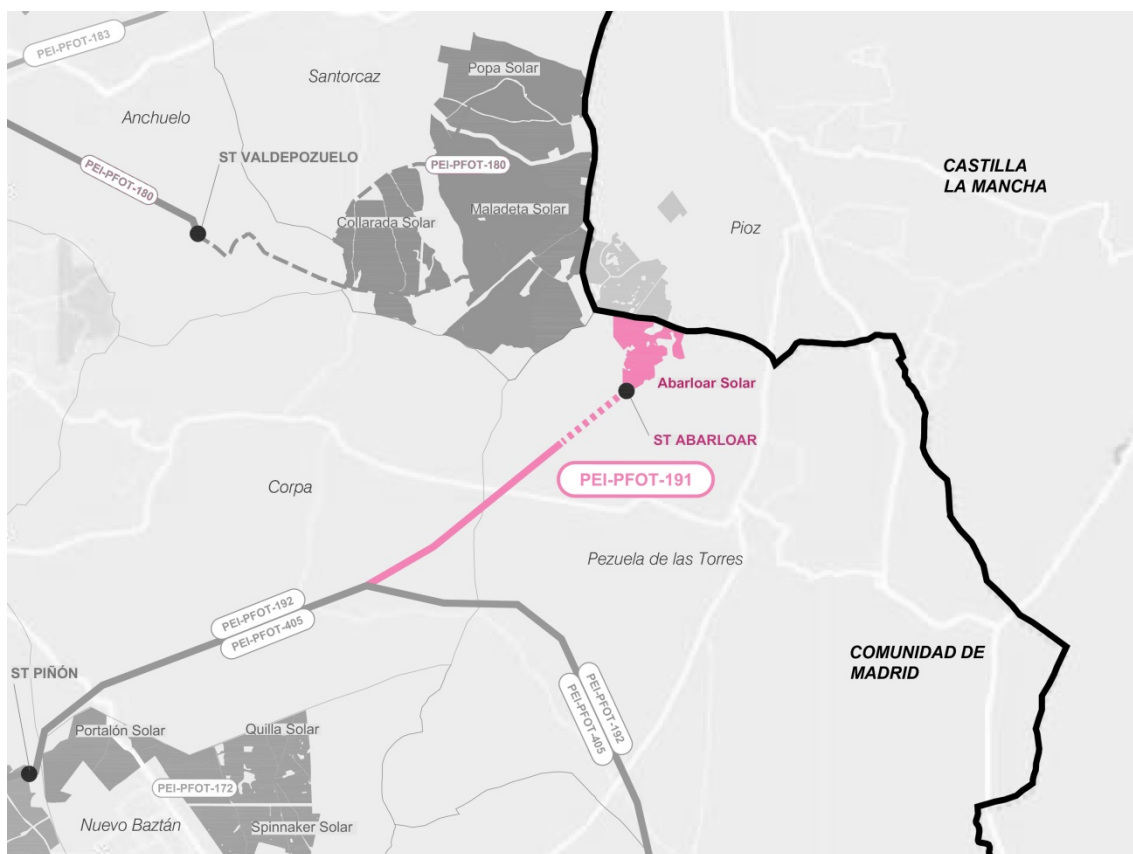 PEI-PFOT-183
Santorcaz
Popa Solar
Anchuelo
ST VALDEPOZUELO
PEI-PFOT-180
CASTILLA
LA MANCHA
PEI-PFOT-180
Maladeta Solar
Collarada Solar
Pioz
Abarloar Solar
ST ABARLOAR
PEI-PFOT-191
Corpa
Pezuela de las Torres
PEI-PFOT-192
PEI-PFOT-405
COMUNIDAD DE
MADRID
ST PIÑÓN
PEI-PFOT-192
PEI-PFOT-405
Portalón Solar
Quilla Solar
PEI-PFOT-172
Nuevo Baztán
Spinnaker Solar